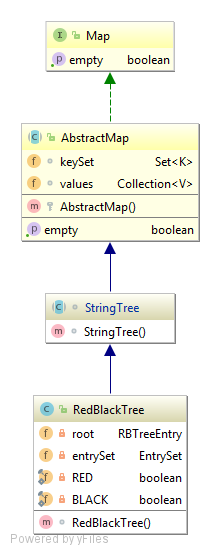 Map
empty boolean
AbstractMap
keySet Set<K>
values Collection<V>
AbstractMap()
empty boolean
StringTree
StringTree()
RedBlackTree
root RBTreeEntry
entrySet EntrySet
RED boolean
BLACK boolean
RedBlackTree()
Powered by yFiles